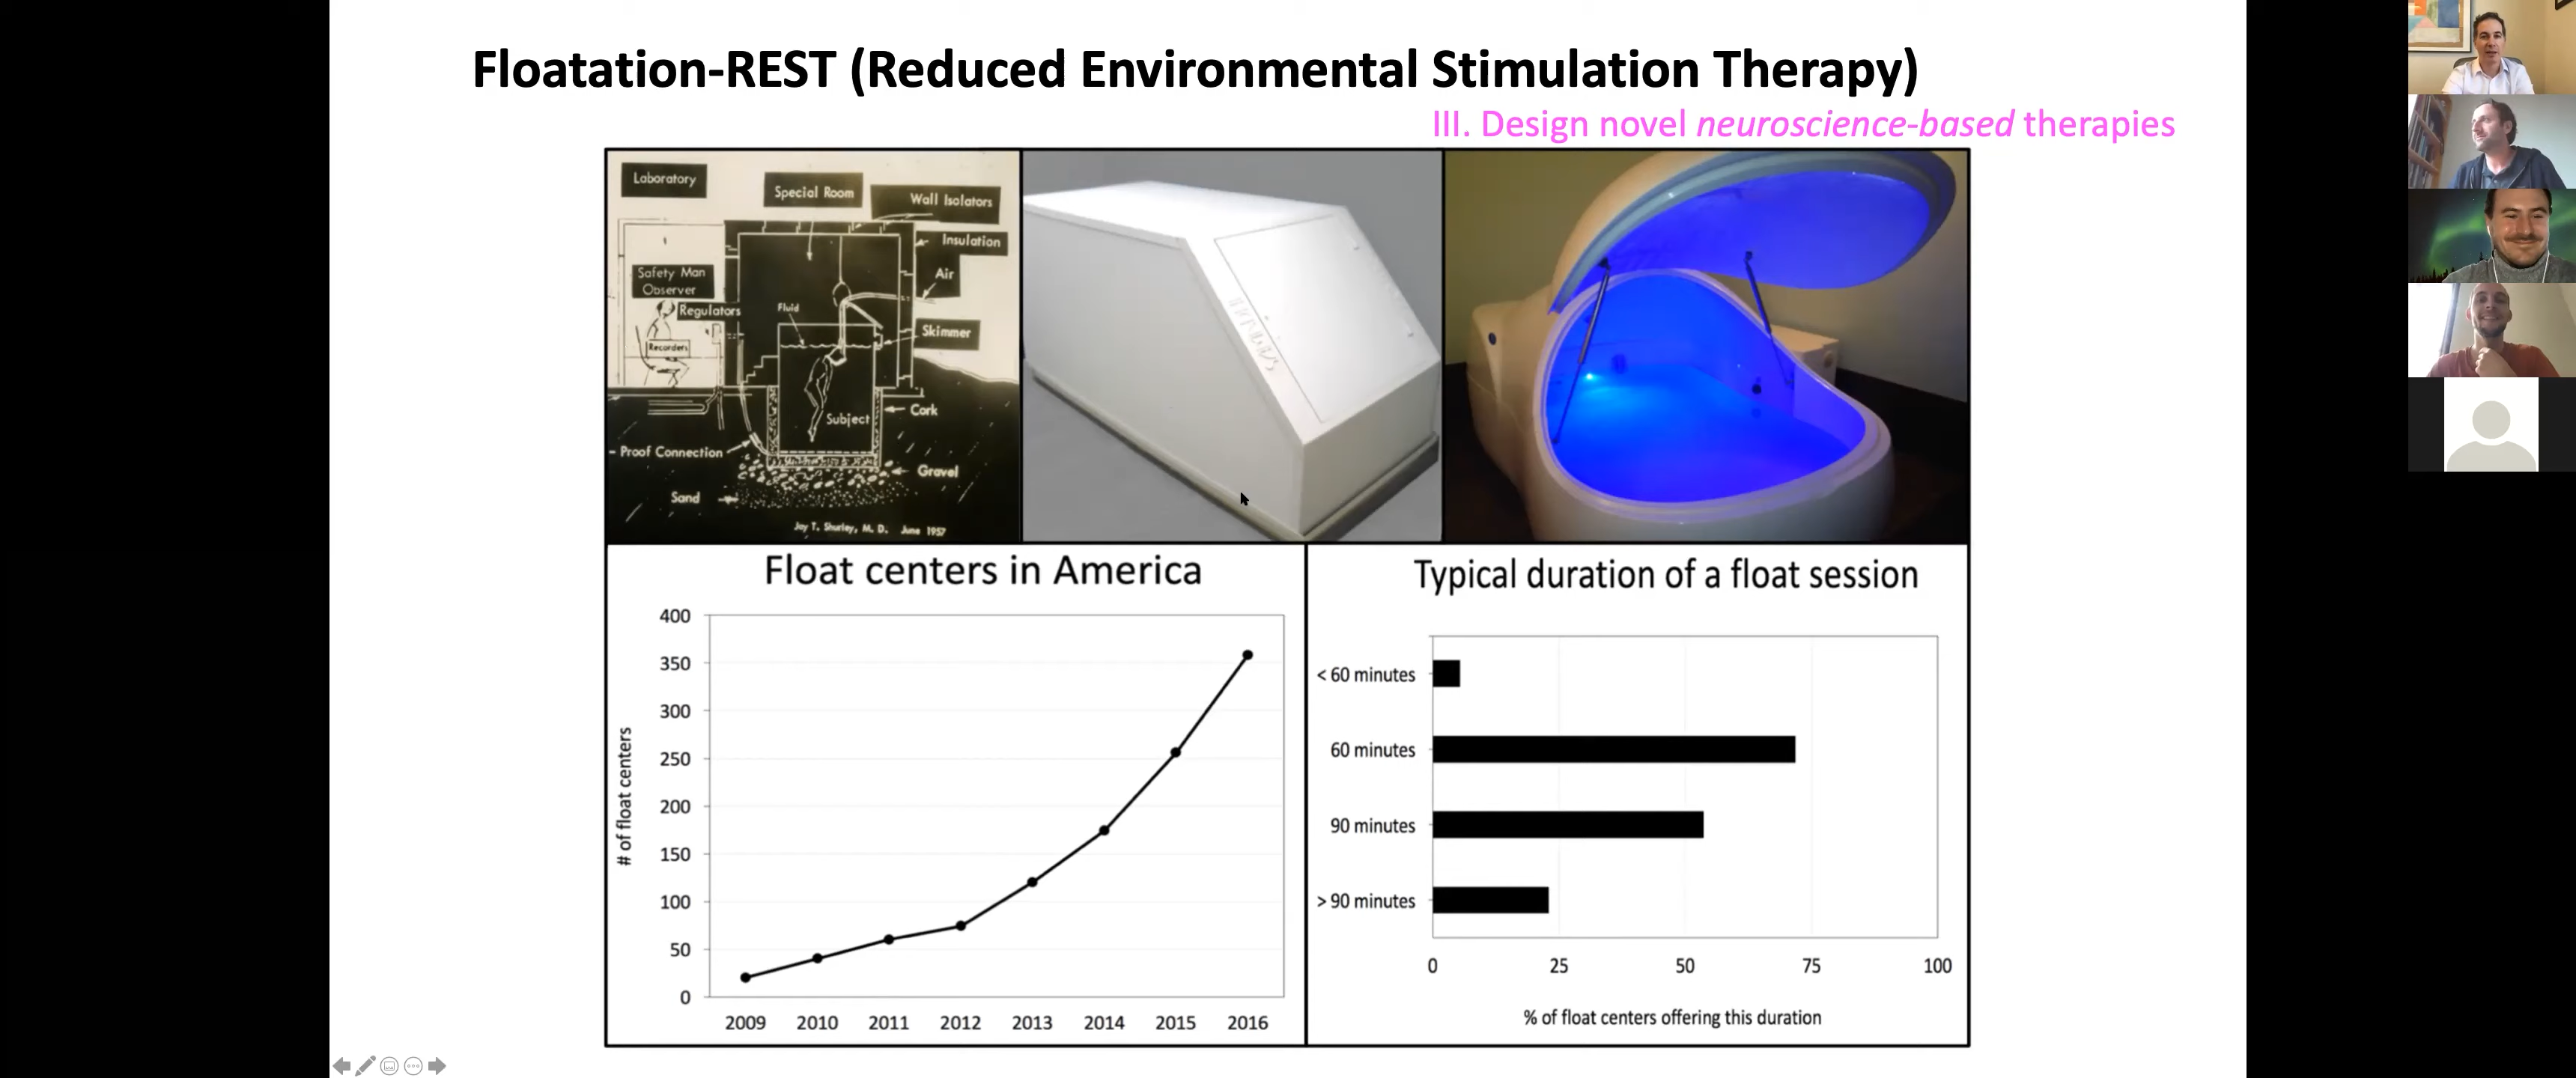 Floatation-REST (Reduced Environmental Stimulation Therapy)
III. Design novel neuroscience-based therapies
Laboratory
Special Room
Wall Isolators
Insulation
Air
Safety Man
Observer
Regulators
Fluid
Skimmer
Recorders
Subject
Cork
Proof Connection
Gravel
Sand
Jay T. Shurley, M. D. June 1957
Float centers in America
# of float centers
400
350
300
250
200
150
100
50
0
2009 2010 2011 2012 2013 2014 2015 2016
Typical duration of a float session
< 60 minutes
60 minutes
90 minutes
> 90 minutes
0 25 50 75 100
% of float centers offering this duration